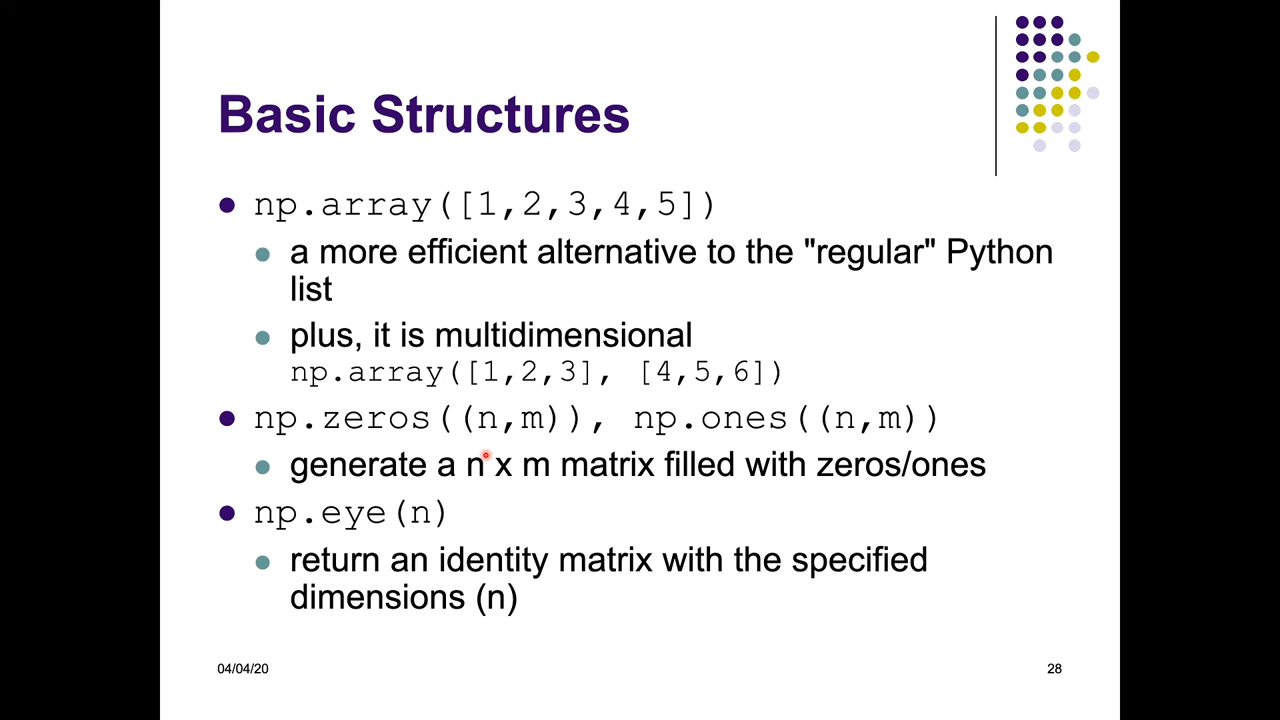 Basic Structures
np.array([1,2,3,4,5])
a more efficient alternative to the "regular" Python
list
plus, it is multidimensional
np.array([1,2,3], [4,5,6])
np.zeros((n,m)), np.ones((n,m))
generate a n x m matrix filled with zeros/ones
np.eye(n)
return an identity matrix with the specified
dimensions (n)
04/04/20
28